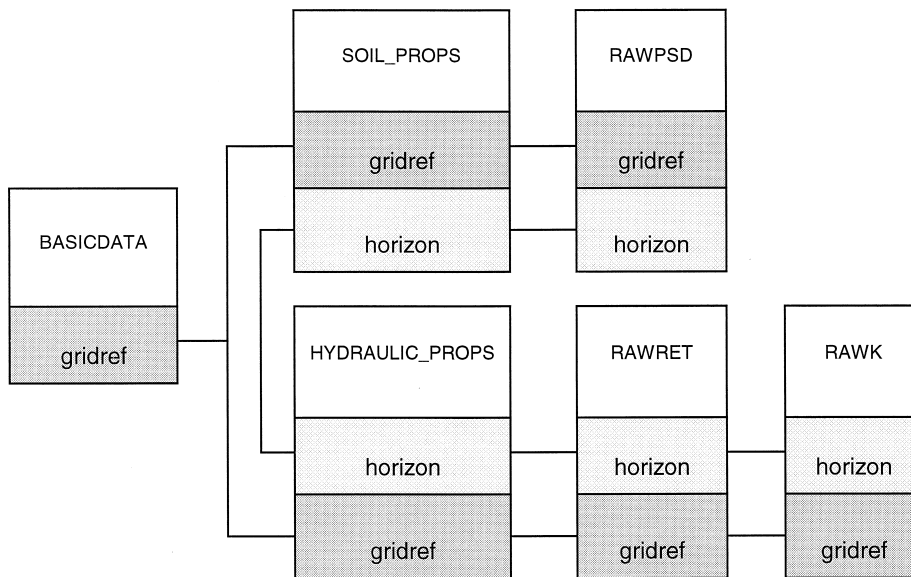 BASICDATA
gridref
SOIL_PROPS
gridref
horizon
RAWPSD
gridref
horizon
HYDRAULIC_PROPS
horizon
gridref
RAWRET
horizon
gridref
RAWK
horizon
gridref